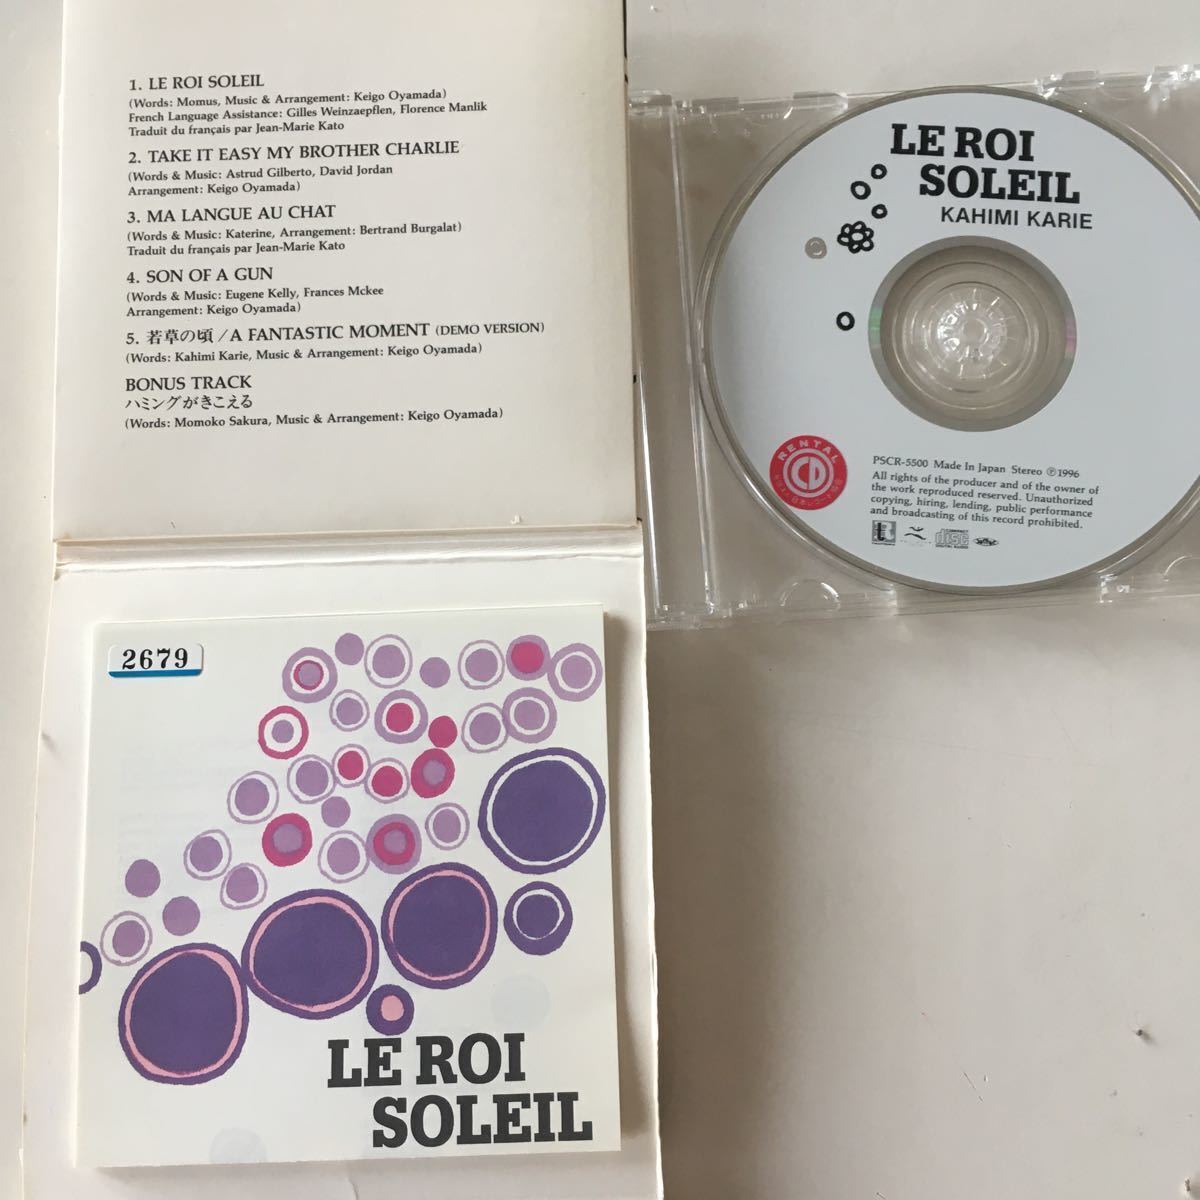 1. LE ROI SOLEIL
(Words: Momus, Music & Arrangement: Keigo Oyamada)
French Language Assistance: Gilles Weinzaepflen, Florence Manlik
Traduit du français par Jean-Marie Kato
2. TAKE IT EASY MY BROTHER CHARLIE
(Words & Music: Astrud Gilberto, David Jordan
Arrangement: Keigo Oyamada)
3. MA LANGUE AU CHAT
(Words & Music: Katerine, Arrangement: Bertrand Burgalat)
Traduit du français par Jean-Marie Kato
4. SON OF A GUN
(Words & Music: Eugene Kelly, Frances Mckee
Arrangement: Keigo Oyamada)
5. 若草の頃/A FANTASTIC MOMENT (DEMO VERSION)
(Words: Kahimi Karie, Music & Arrangement: Keigo Oyamada)
BONUS TRACK
ハミングがきこえる
(Words: Momoko Sakura, Music & Arrangement: Keigo Oyamada)
LE ROI
SOLEIL
KAHIMI KARIE
RENTAL
CD
PSCR-5500 Made In Japan Stereo ℗1996
All rights of the producer and of the owner of
the work reproduced reserved. Unauthorized
copying, hiring, lending, public performance
and broadcasting of this record prohibited.
COMPACT
disc
DIGITAL AUDIO
2679
LE ROI
SOLEIL